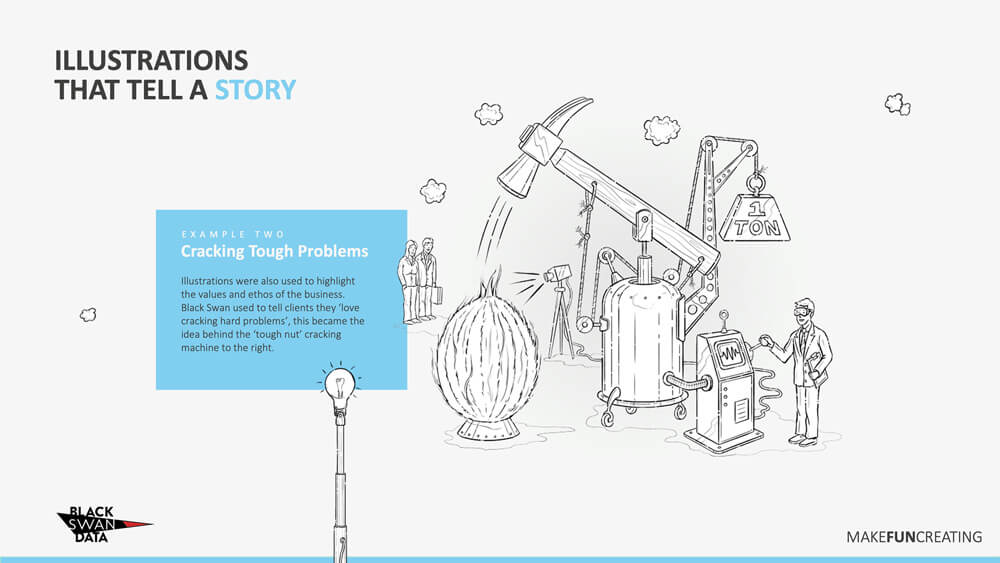 ILLUSTRATIONS
THAT TELL A STORY
EXAMPLE TWO
Cracking Tough Problems
Illustrations were also used to highlight
the values and ethos of the business.
Black Swan used to tell clients they ‘love
cracking hard problems’, this became the
idea behind the ‘tough nut’ cracking
machine to the right.
1
TON
BLACK
SWAN
DATA
MAKEFUNCREATING